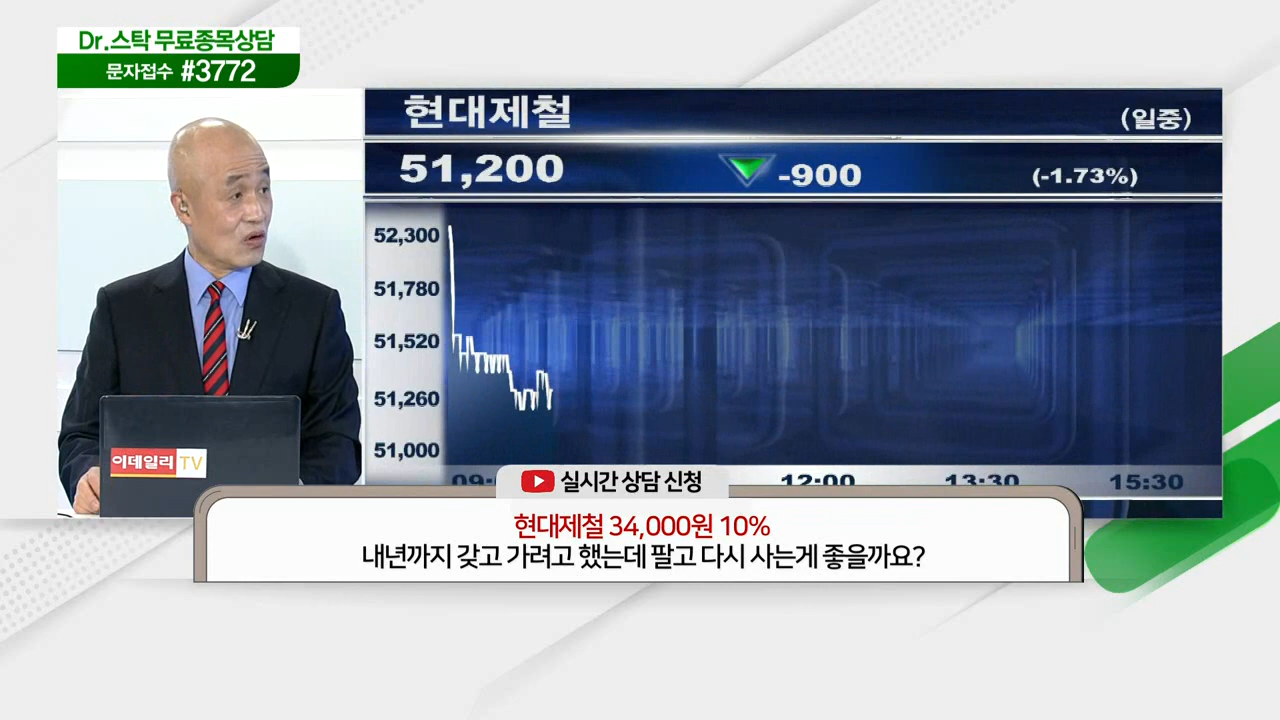 Dr.스탁 무료종목상담
문자접수 #3772
현대제철
(일중)
51,200
-900
(-1.73%)
52,300
51,780
51,520
51,260
51,000
12:00
13:30
15:30
이데일리 TV
실시간 상담 신청
현대제철 34,000원 10%
내년까지 갖고 가려고 했는데 팔고 다시 사는게 좋을까요?